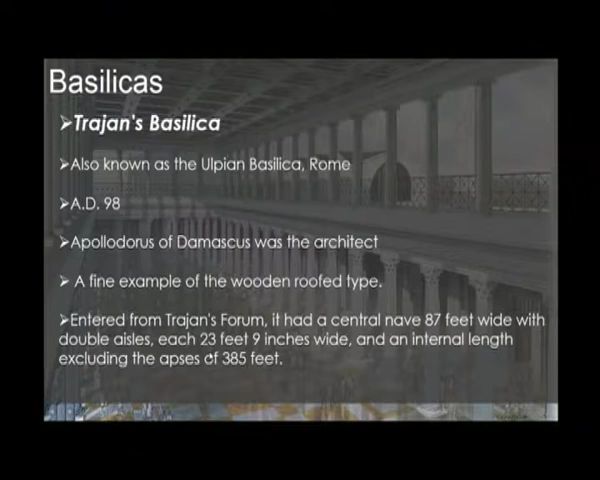 Basilicas
➢Trajan's Basilica
➢Also known as the Ulpian Basilica, Rome
➢A.D. 98
➢Apollodorus of Damascus was the architect
➢ A fine example of the wooden roofed type.
➢Entered from Trajan's Forum, it had a central nave 87 feet wide with
double aisles, each 23 feet 9 inches wide, and an internal length
excluding the apses of 385 feet.